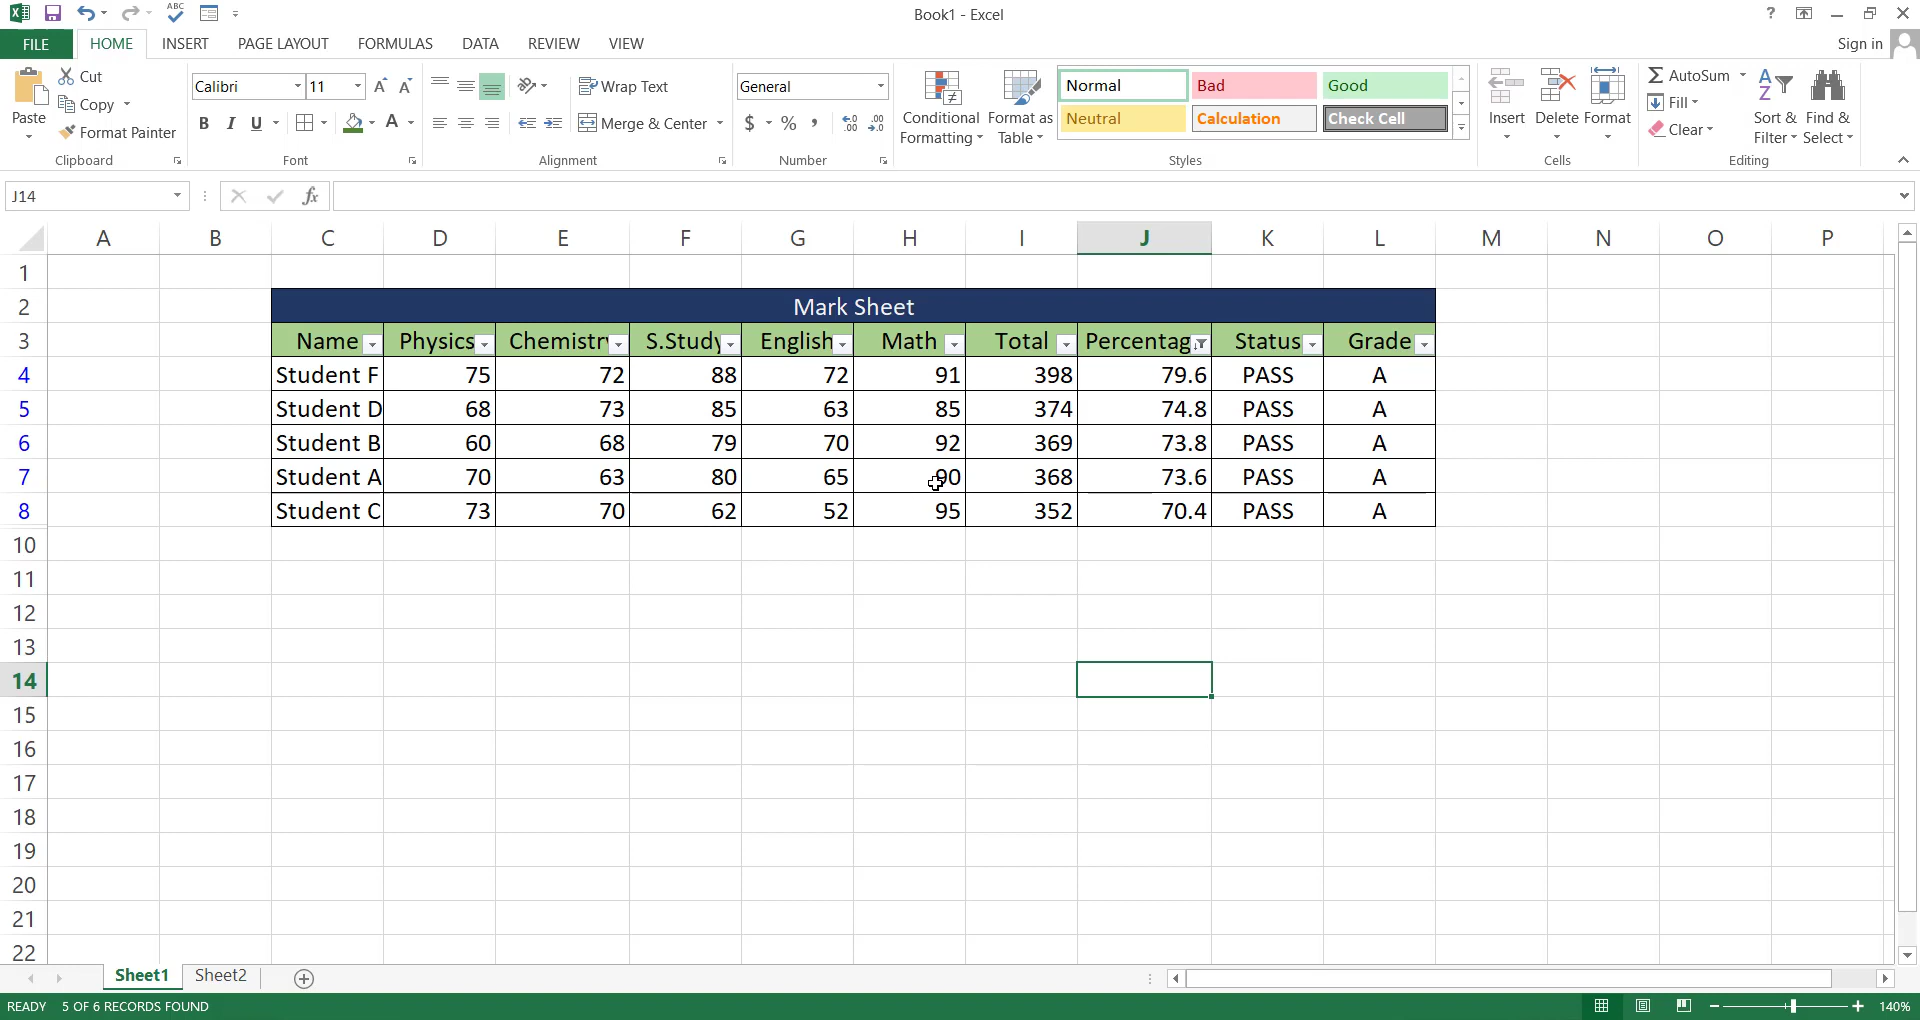 Book1 - Excel
ABC
?
FILE HOME INSERT PAGE LAYOUT FORMULAS DATA REVIEW VIEW
Sign in
Paste
Cut
Copy
Format Painter
Clipboard
Calibri 11
B I U
Font
Wrap Text
Merge & Center
Alignment
General
$ % ,
Number
Conditional Formatting
Format as Table
Normal Bad Good
Neutral Calculation Check Cell
Styles
Insert Delete Format
Cells
AutoSum
Fill
Clear
Sort & Filter
Find & Select
Editing
J14
fx
A B C D E F G H I J K L M N O P
1
2 Mark Sheet
3 Name Physics Chemistry S.Study English Math Total Percentag Status Grade
4 Student F 75 72 88 72 91 398 79.6 PASS A
5 Student D 68 73 85 63 85 374 74.8 PASS A
6 Student B 60 68 79 70 92 369 73.8 PASS A
7 Student A 70 63 80 65 90 368 73.6 PASS A
8 Student C 73 70 62 52 95 352 70.4 PASS A
10
11
12
13
14
15
16
17
18
19
20
21
22
Sheet1 Sheet2
READY 5 OF 6 RECORDS FOUND
140%